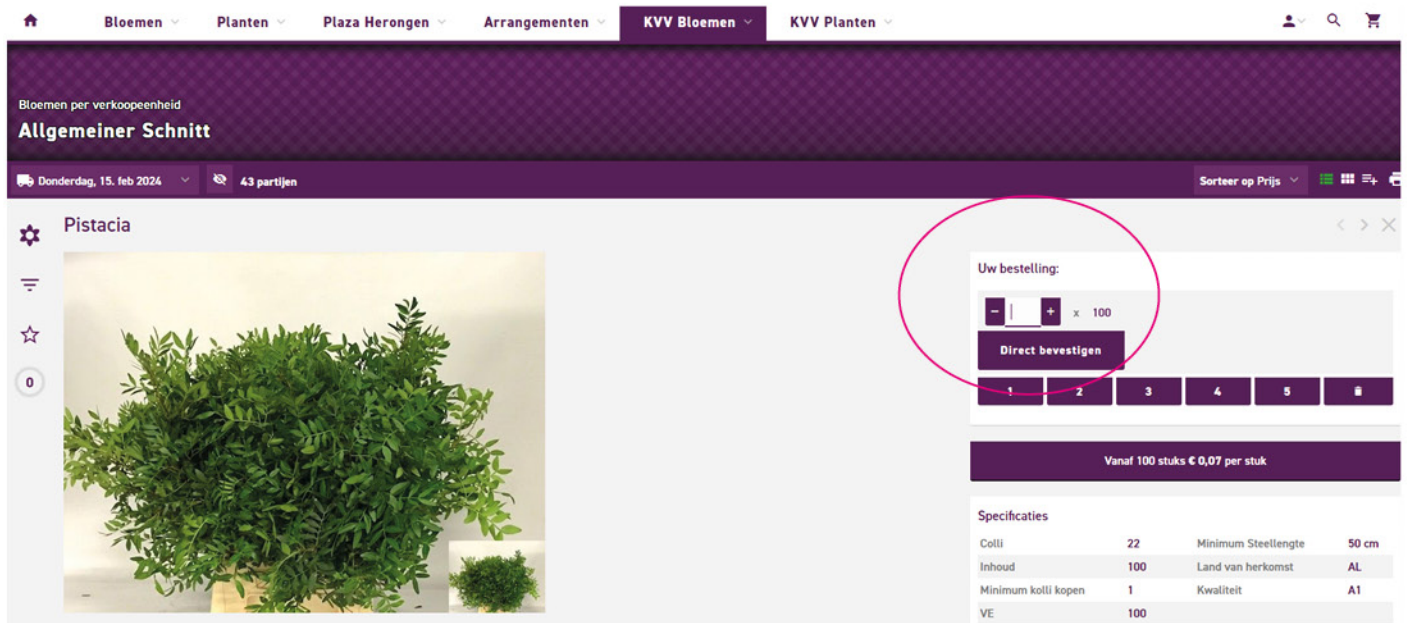 Bloemen Planten Plaza Herongen Arrangementen KVV Bloemen KVV Planten
Bloemen per verkoopeenheid
Allgemeiner Schnitt
Donderdag, 15. feb 2024 43 partijen Sorteer op Prijs
Pistacia
0
Uw bestelling:
- + x 100
Direct bevestigen
1 2 3 4 5
Vanaf 100 stuks € 0,07 per stuk
Specificaties
Colli 22 Minimum Steellengte 50 cm
Inhoud 100 Land van herkomst AL
Minimum kolli kopen 1 Kwaliteit A1
VE 100